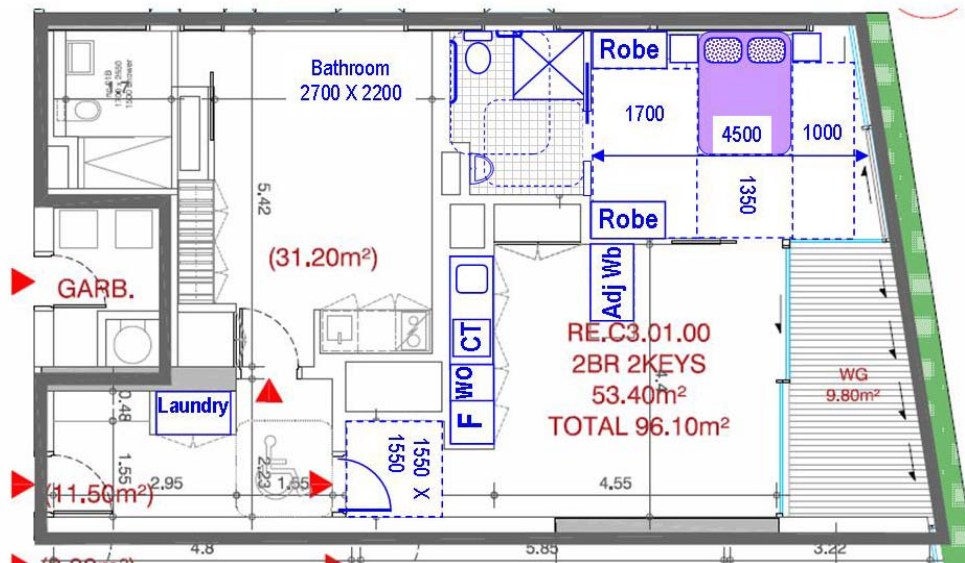 Bathroom
2700 X 2200
Robe
1700
4500
1000
1350
Robe
5.42
(31.20m²)
GARB.
Adj Wb
CT
WO
F
RE.C3.01.00
2BR 2KEYS
53.40m²
TOTAL 96.10m²
4.4
WG
9.80m²
Laundry
0.48
1.55
2.95
2.23
1.55
(11.50m²)
1550 X
1550
4.55
4.8
5.85
3.22